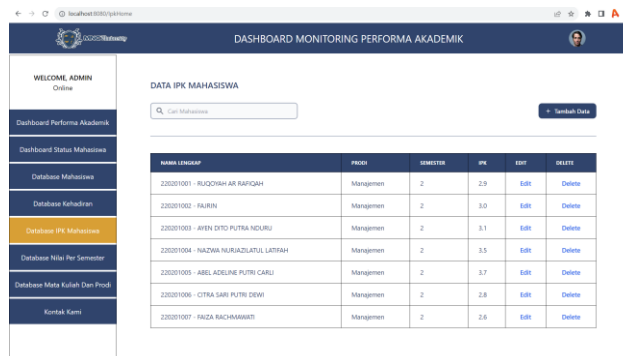 localhost:8080/IpkHome
DASHBOARD MONITORING PERFORMA AKADEMIK
WELCOME, ADMIN
Online
Dashboard Performa Akademik
Dashboard Status Mahasiswa
Database Mahasiswa
Database Kehadiran
Database IPK Mahasiswa
Database Nilai Per Semester
Database Mata Kuliah Dan Prodi
Kontak Kami
DATA IPK MAHASISWA
Cari Mahasiswa
+ Tambah Data
NAMA LENGKAP PRODI SEMESTER IPK EDIT DELETE
220201001 - RUQOYAH AR RAFIQAH Manajemen 2 2.9 Edit Delete
220201002 - FAJRIN Manajemen 2 3.0 Edit Delete
220201003 - AYEN DITO PUTRA NDURU Manajemen 2 3.1 Edit Delete
220201004 - NAZWA NURJAZILATUL LATIFAH Manajemen 2 3.5 Edit Delete
220201005 - ABEL ADELINE PUTRI CARLI Manajemen 2 3.7 Edit Delete
220201006 - CITRA SARI PUTRI DEWI Manajemen 2 2.8 Edit Delete
220201007 - FAIZA RACHMAWATI Manajemen 2 2.6 Edit Delete